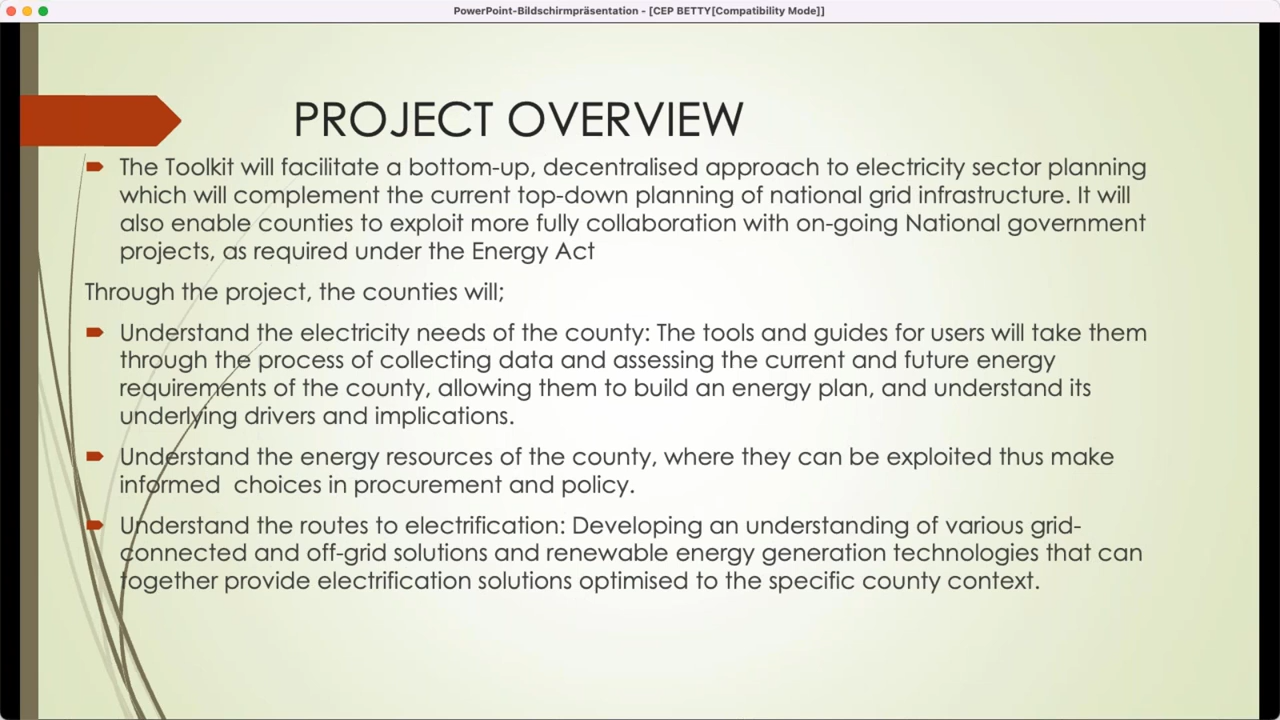 PowerPoint-Bildschirmpräsentation - [CEP BETTY[Compatibility Mode]]
PROJECT OVERVIEW
The Toolkit will facilitate a bottom-up, decentralised approach to electricity sector planning
which will complement the current top-down planning of national grid infrastructure. It will
also enable counties to exploit more fully collaboration with on-going National government
projects, as required under the Energy Act
Through the project, the counties will;
Understand the electricity needs of the county: The tools and guides for users will take them
through the process of collecting data and assessing the current and future energy
requirements of the county, allowing them to build an energy plan, and understand its
underlying drivers and implications.
Understand the energy resources of the county, where they can be exploited thus make
informed  choices in procurement and policy.
Understand the routes to electrification: Developing an understanding of various grid-
connected and off-grid solutions and renewable energy generation technologies that can
together provide electrification solutions optimised to the specific county context.